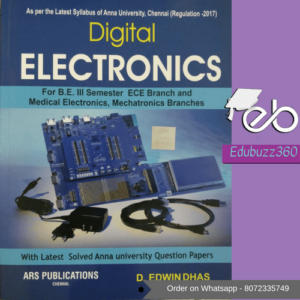 As per the Latest Syllabus of Anna University, Chennai (Regulation -2017)
Digital
ELECTRONICS
For B.E. III Semester ECE Branch and
Medical Electronics, Mechatronics Branches
eb
Edubuzz360
With Latest Solved Anna university Question Papers
ARS PUBLICATIONS
CHENNAI.
D. EDWIN DHAS
Order on Whatsapp - 8072335749